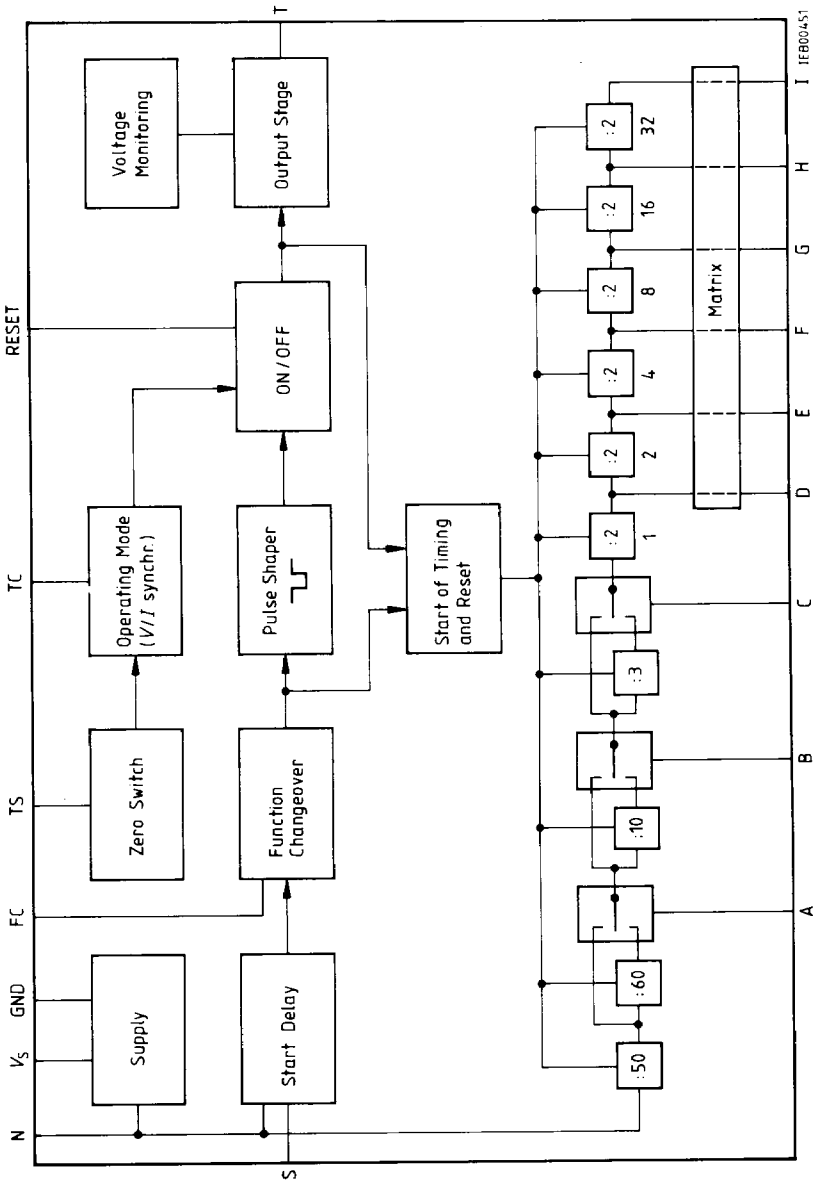 N
V_S
GND
FC
TS
TC
RESET
Supply
Zero Switch
Operating Mode
(V/I synchr.)
Voltage
Monitoring
S
Start Delay
Function
Changeover
Pulse Shaper
ON/OFF
Output Stage
T
Start of Timing
and Reset
:50
:60
:10
:3
:2
:2
:2
:2
:2
:2
1
2
4
8
16
32
Matrix
A
B
C
D
E
F
G
H
I
IEB00451